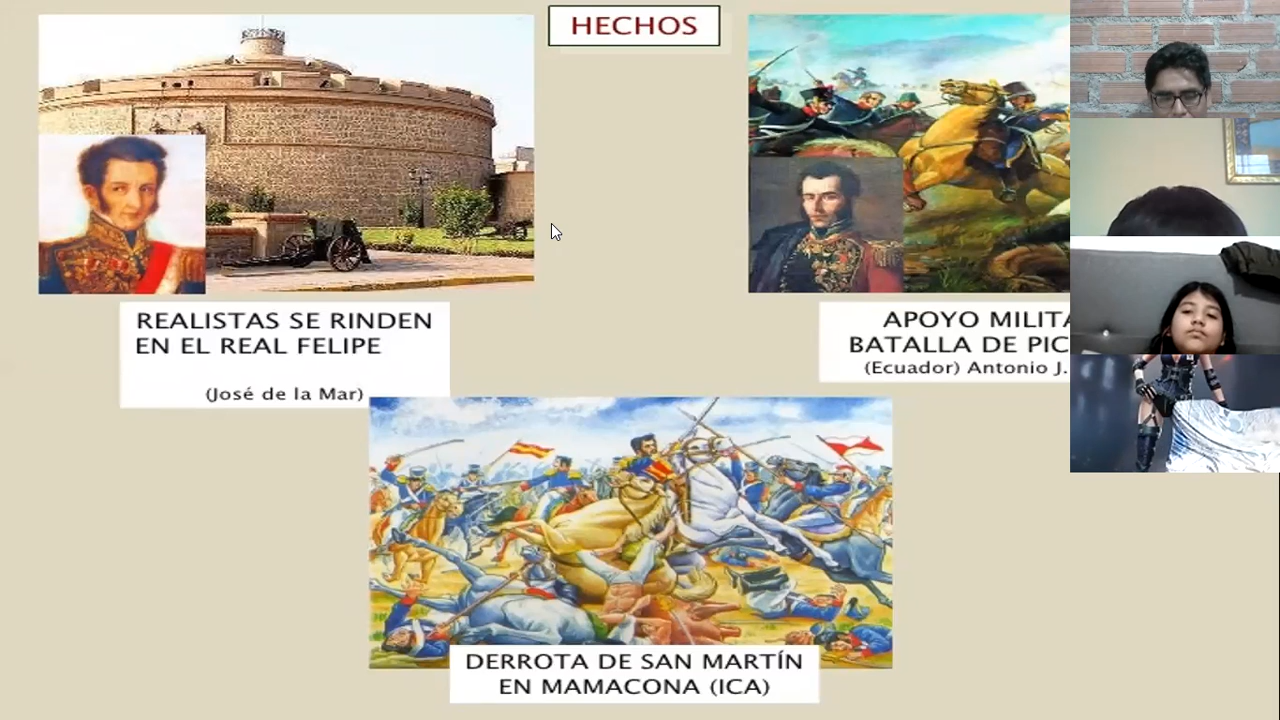 HECHOS
REALISTAS SE RINDEN
EN EL REAL FELIPE
(José de la Mar)
APOYO MILITA
BATALLA DE PIC
(Ecuador) Antonio J.
DERROTA DE SAN MARTÍN
EN MAMACONA (ICA)